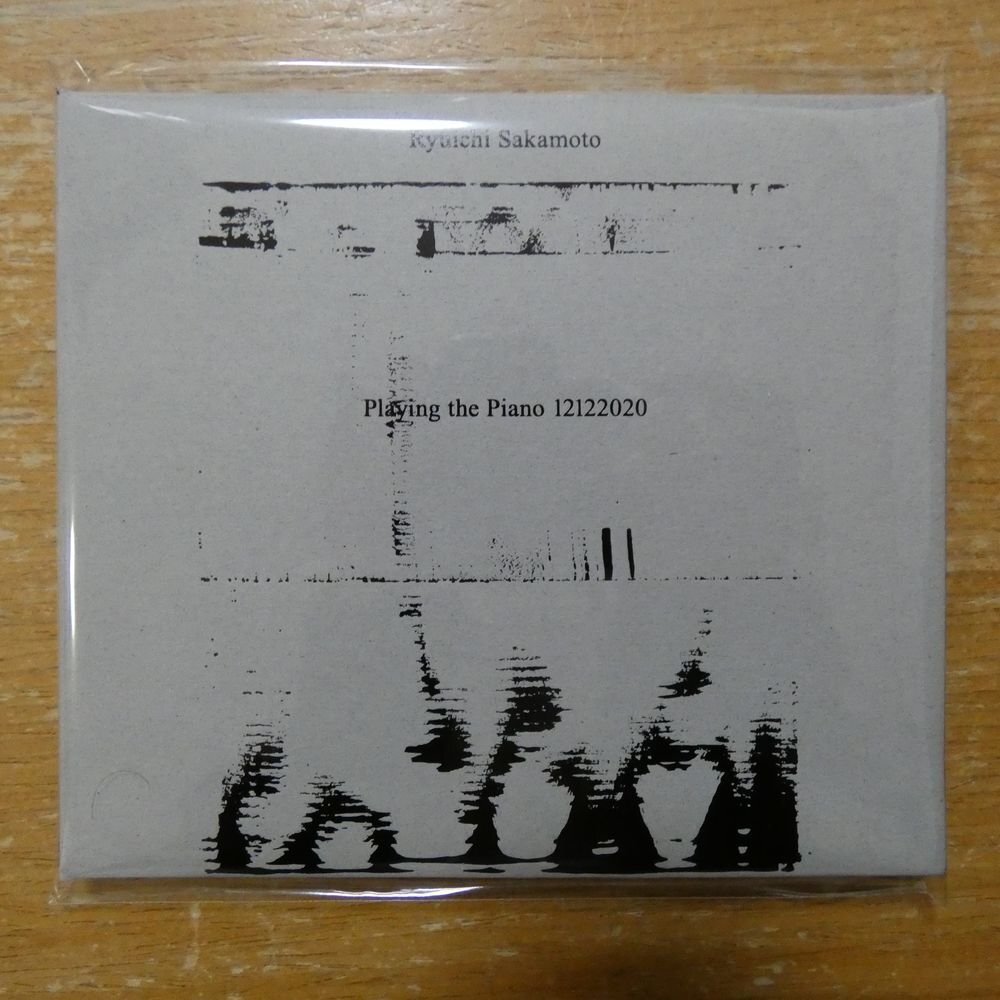 Ryuichi Sakamoto
Playing the Piano 12122020